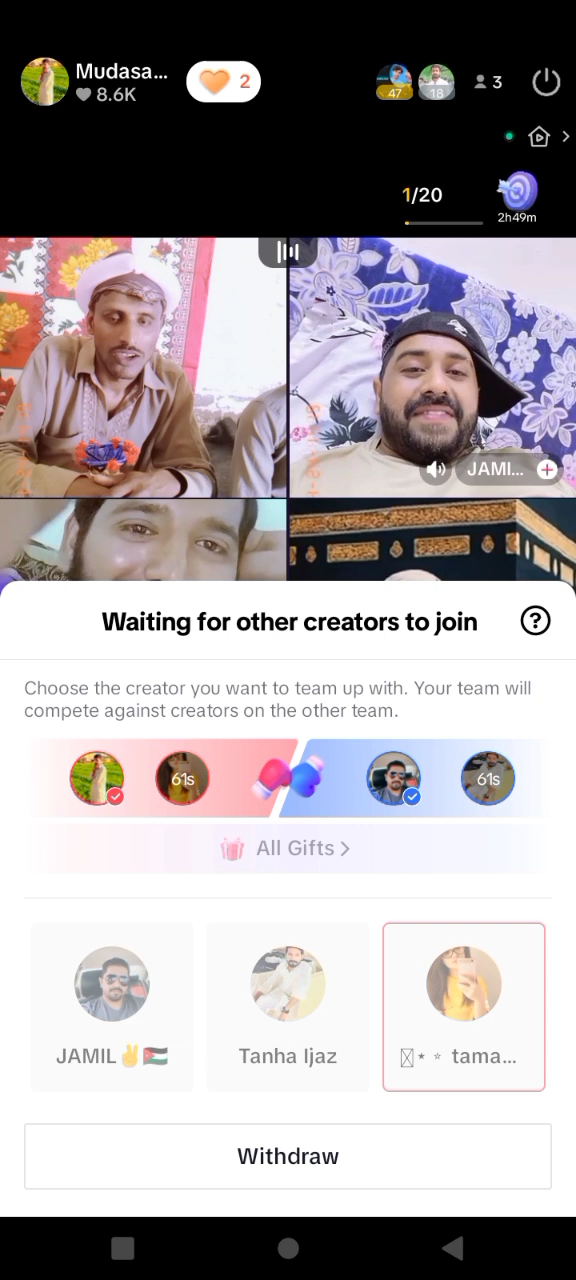 Mudasa...
8.6K
2
47
18
3
1/20
2h49m
JAMI...
Waiting for other creators to join
Choose the creator you want to team up with. Your team will
compete against creators on the other team.
61s
61s
All Gifts >
JAMIL✌️🇵🇸
Tanha Ijaz
⋆ ☆ tama...
Withdraw